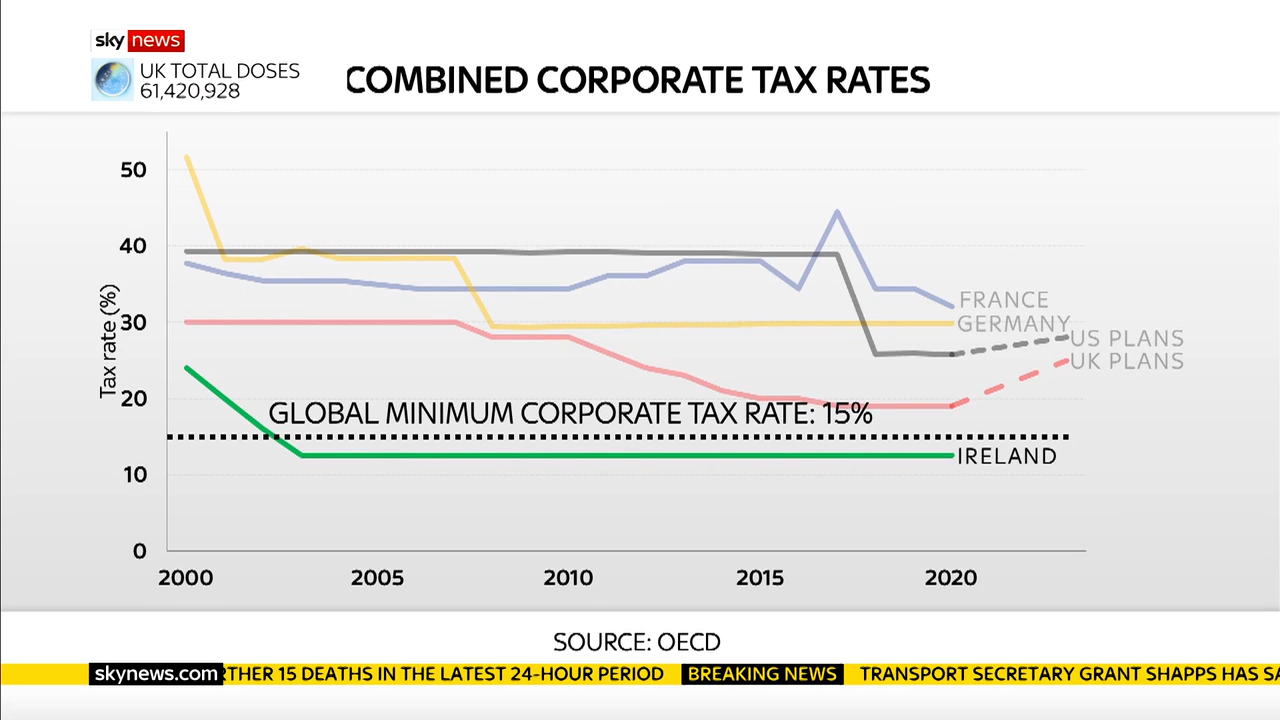 sky news
UK TOTAL DOSES
61,420,928
COMBINED CORPORATE TAX RATES
Tax rate (%)
50
40
30
20
10
0
FRANCE
GERMANY
US PLANS
UK PLANS
GLOBAL MINIMUM CORPORATE TAX RATE: 15%
IRELAND
2000 2005 2010 2015 2020
SOURCE: OECD
skynews.com RTHER 15 DEATHS IN THE LATEST 24-HOUR PERIOD BREAKING NEWS TRANSPORT SECRETARY GRANT SHAPPS HAS